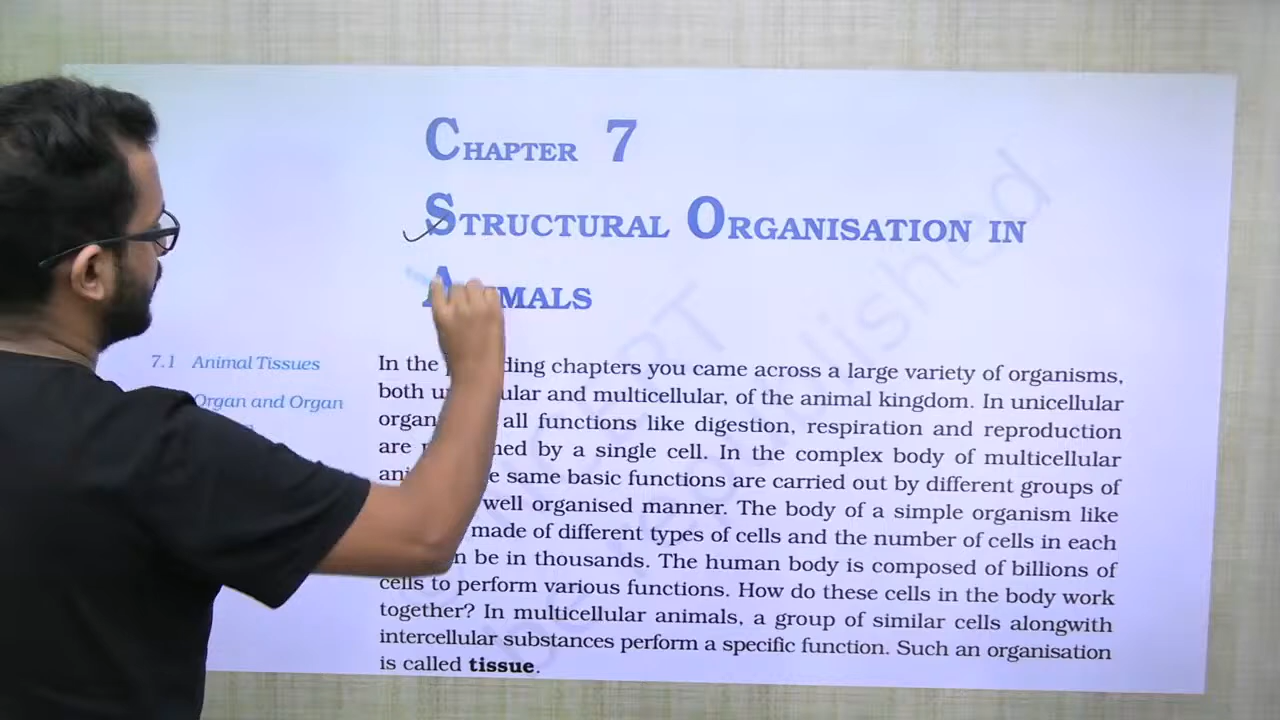 CHAPTER 7
STRUCTURAL ORGANISATION IN
7.1 Animal Tissues
Organ and Organ
In the chapters you came across a large variety of organisms,
both and multicellular, of the animal kingdom. In unicellular
all functions like digestion, respiration and reproduction
are by a single cell. In the complex body of multicellular
same basic functions are carried out by different groups of
well organised manner. The body of a simple organism like
made of different types of cells and the number of cells in each
be in thousands. The human body is composed of billions of
cells to perform various functions. How do these cells in the body work
together? In multicellular animals, a group of similar cells alongwith
intercellular substances perform a specific function. Such an organisation
is called tissue.
republished